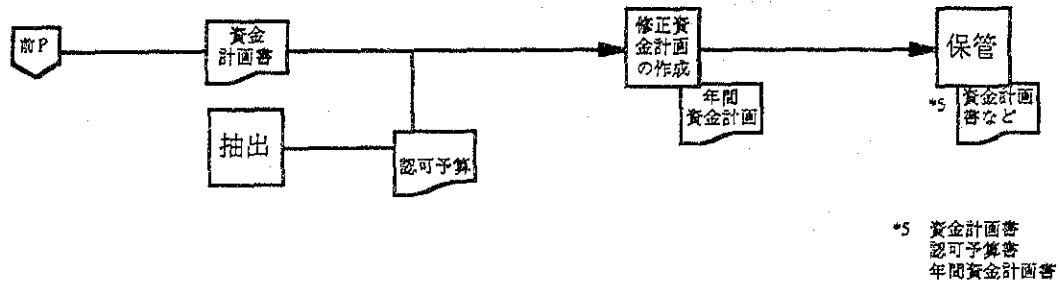 前P
資金
計画書
修正資
金計画
の作成
保管
年間
資金計画
*5
資金計画
書など
抽出
認可予算
*5 資金計画書
認可予算書
年間資金計画書